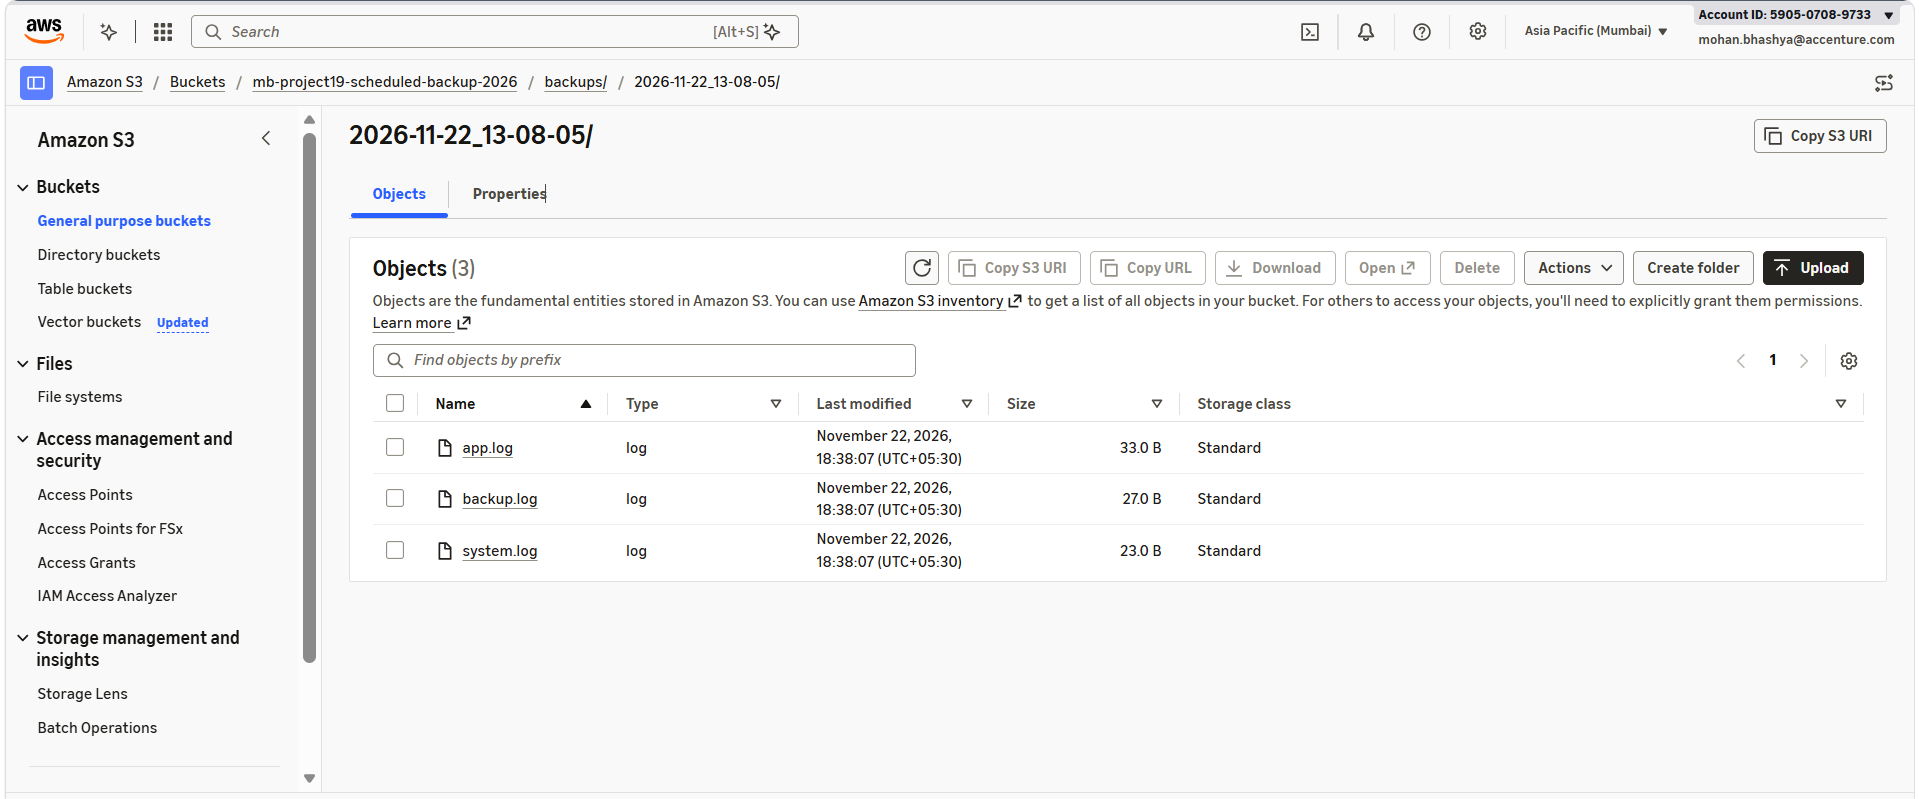 aws
Search [Alt+S]
Asia Pacific (Mumbai)
Account ID: 5905-0708-9733
mohan.bhashya@accenture.com
Amazon S3 / Buckets / mb-project19-scheduled-backup-2026 / backups/ / 2026-11-22_13-08-05/
Amazon S3
Buckets
General purpose buckets
Directory buckets
Table buckets
Vector buckets Updated
Files
File systems
Access management and
security
Access Points
Access Points for FSx
Access Grants
IAM Access Analyzer
Storage management and
insights
Storage Lens
Batch Operations
2026-11-22_13-08-05/
Copy S3 URI
Objects Properties
Objects (3)
Copy S3 URI Copy URL Download Open Delete Actions Create folder Upload
Objects are the fundamental entities stored in Amazon S3. You can use Amazon S3 inventory to get a list of all objects in your bucket. For others to access your objects, you'll need to explicitly grant them permissions.
Learn more
Find objects by prefix
1
Name Type Last modified Size Storage class
app.log log November 22, 2026, 33.0 B Standard
18:38:07 (UTC+05:30)
backup.log log November 22, 2026, 27.0 B Standard
18:38:07 (UTC+05:30)
system.log log November 22, 2026, 23.0 B Standard
18:38:07 (UTC+05:30)